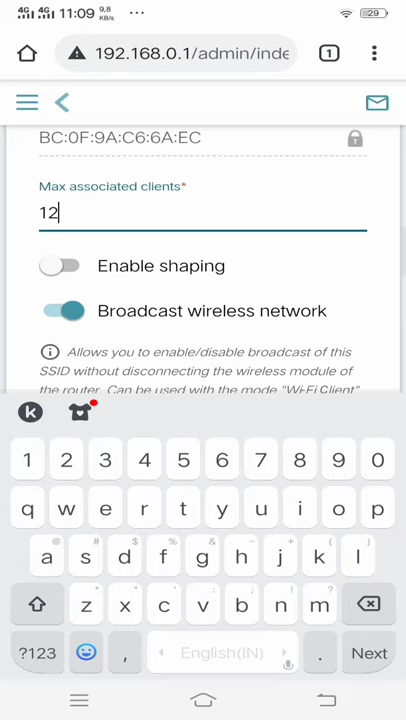 4G 4G 11:09 9,8 KB/s ... 29
192.168.0.1/admin/inde 1
BC:0F:9A:C6:6A:EC
Max associated clients*
12
Enable shaping
Broadcast wireless network
Allows you to enable/disable broadcast of this
SSID without disconnecting the wireless module of
the router. Can be used with the mode "Wi-Fi Client"
k
1 2 3 4 5 6 7 8 9 0
q w e r t y u i o p
@ # $ % & - + ( )
a s d f g h j k l
* " ' : ; ! ?
z x c v b n m
?123 , English(IN) . Next